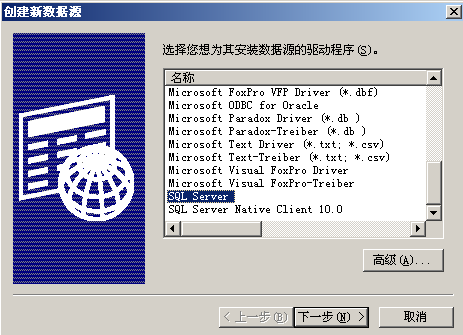 创建新数据源
选择您想为其安装数据源的驱动程序(S)。
名称
Microsoft FoxPro VFP Driver (*.dbf)
Microsoft ODBC for Oracle
Microsoft Paradox Driver (*.db )
Microsoft Paradox-Treiber (*.db )
Microsoft Text Driver (*.txt; *.csv)
Microsoft Text-Treiber (*.txt; *.csv)
Microsoft Visual FoxPro Driver
Microsoft Visual FoxPro-Treiber
SQL Server
SQL Server Native Client 10.0
高级(A)...
< 上一步(B) 下一步(N) > 取消